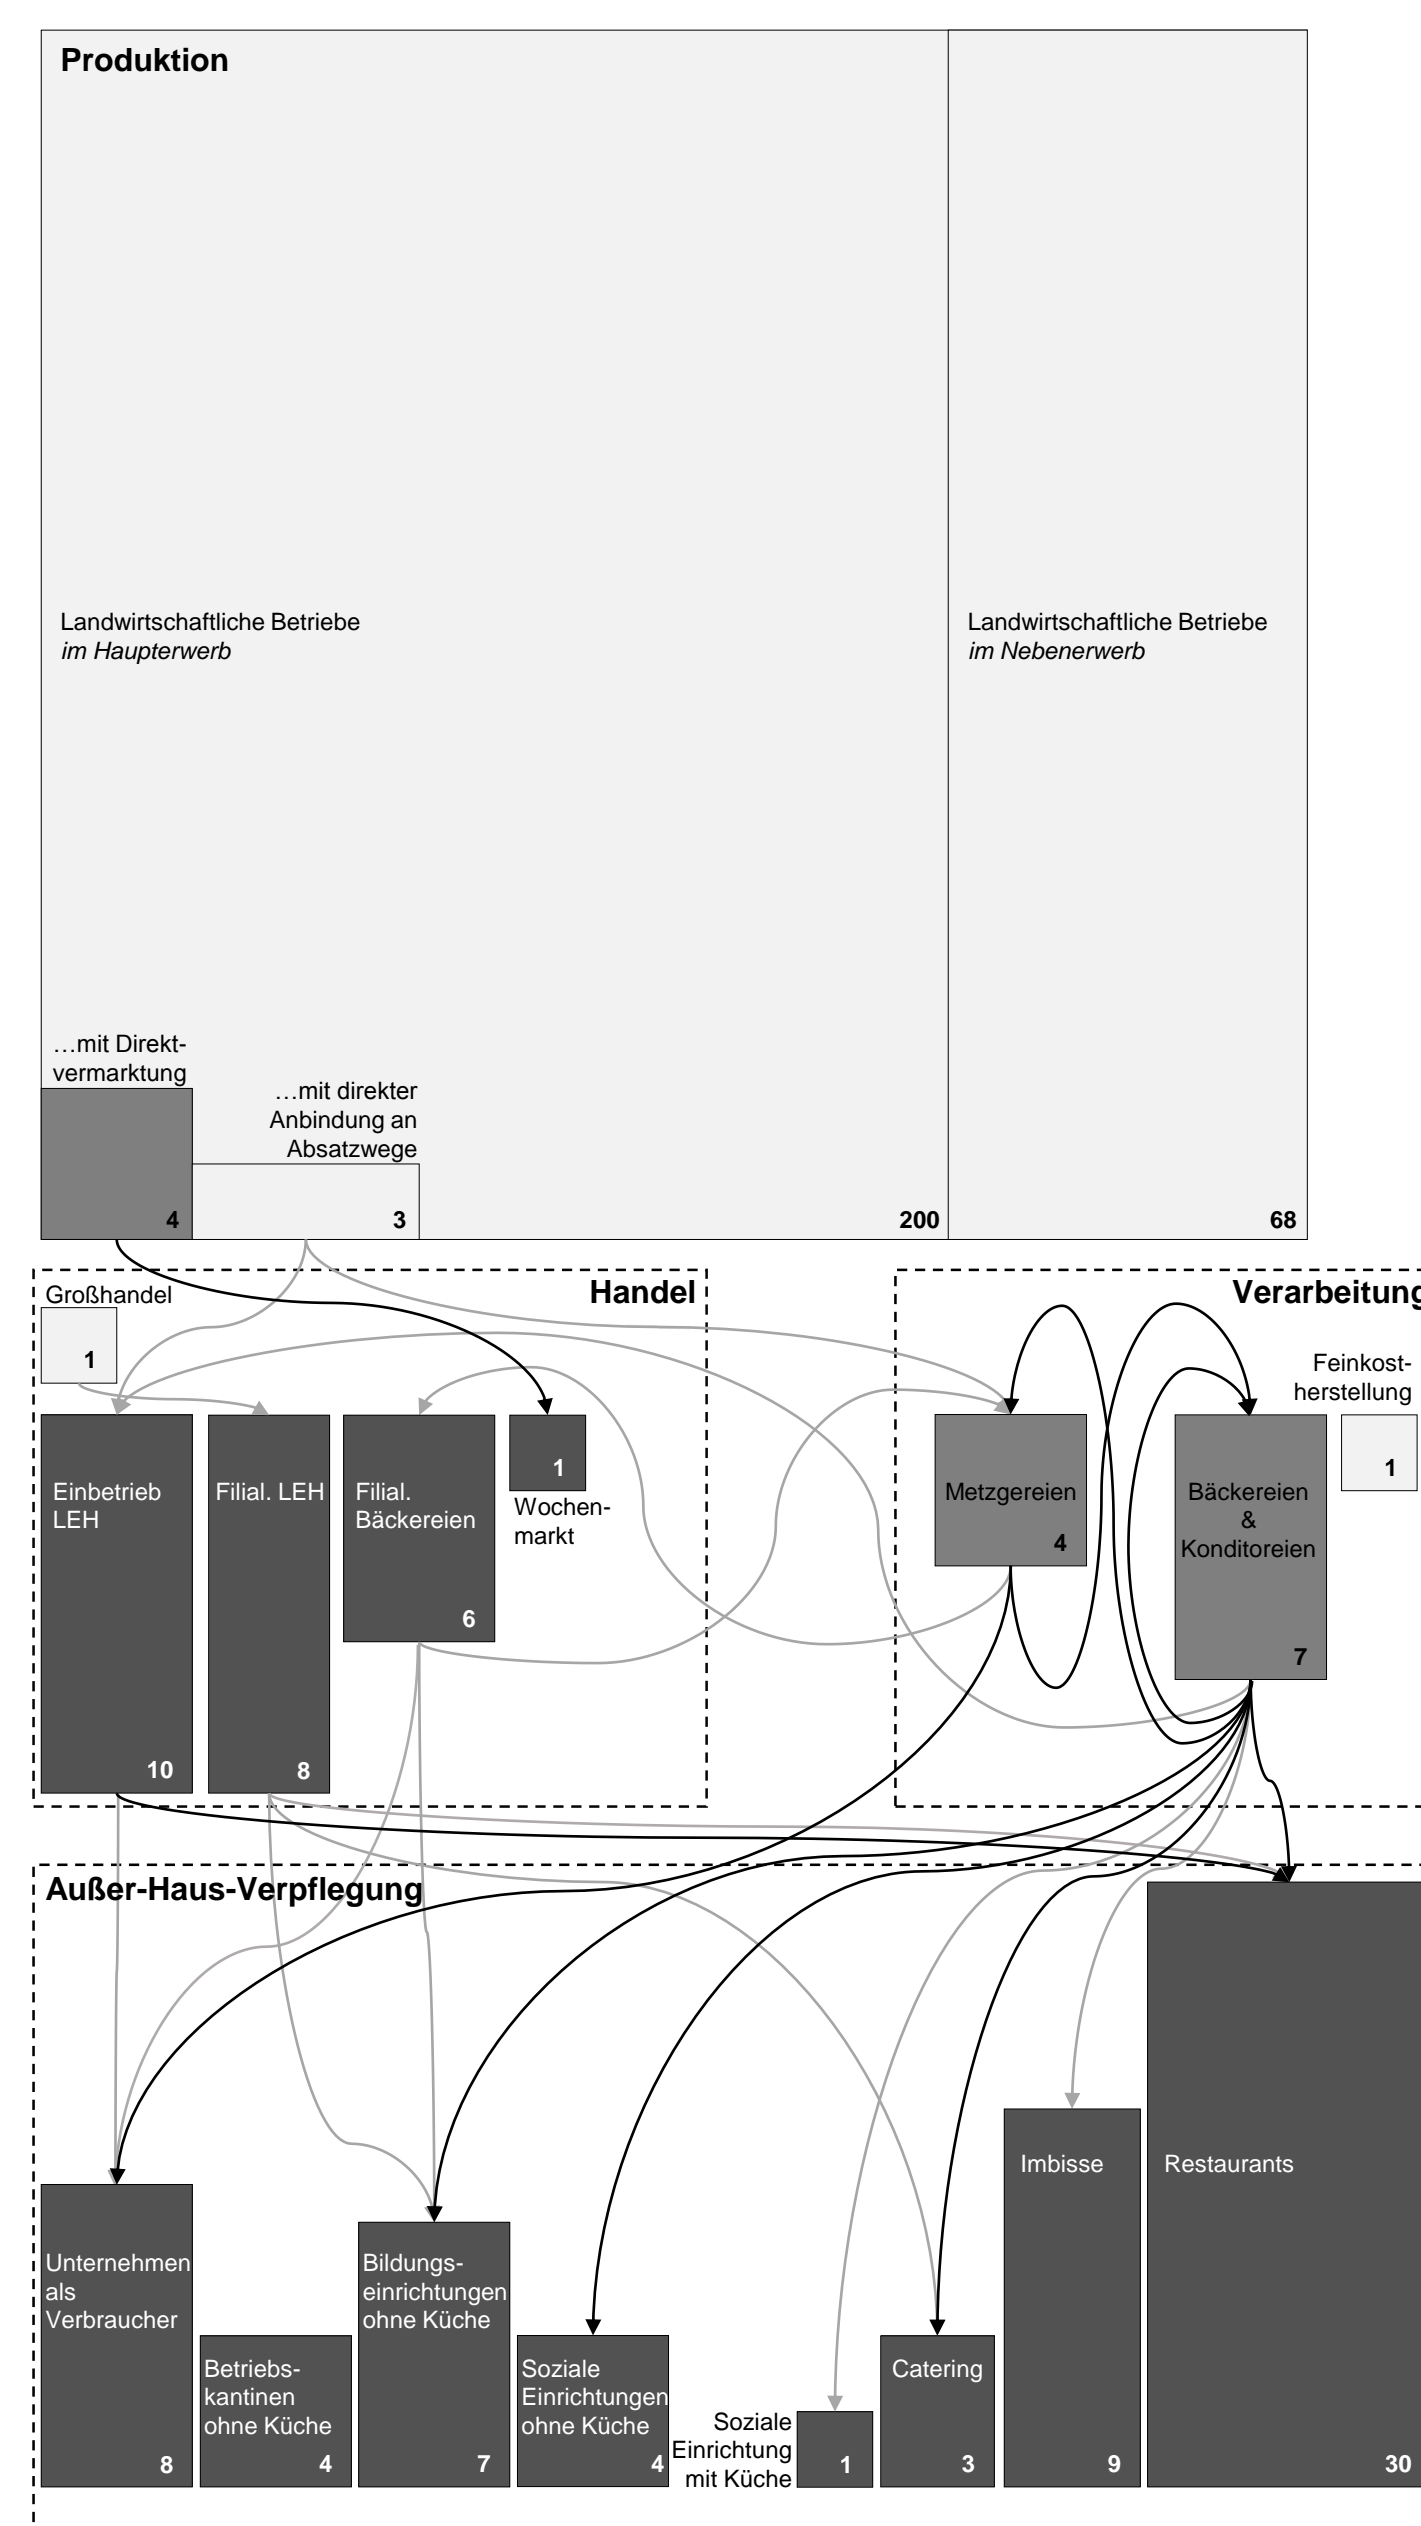 Produktion
Landwirtschaftliche Betriebe
im Haupterwerb
Landwirtschaftliche Betriebe
im Nebenerwerb
…mit Direkt-
vermarktung
…mit direkter
Anbindung an
Absatzwege
4
3
200
68
Großhandel
1
Handel
Verarbeitung
Feinkost-
herstellung
1
Einbetrieb
LEH
10
Filial. LEH
8
Filial.
Bäckereien
6
1
Wochen-
markt
Metzgereien
4
Bäckereien
&
Konditoreien
7
Außer-Haus-Verpflegung
Unternehmen
als
Verbraucher
8
Betriebs-
kantinen
ohne Küche
4
Bildungs-
einrichtungen
ohne Küche
7
Soziale
Einrichtungen
ohne Küche
4
Soziale
Einrichtung
mit Küche
1
Catering
3
Imbisse
9
Restaurants
30